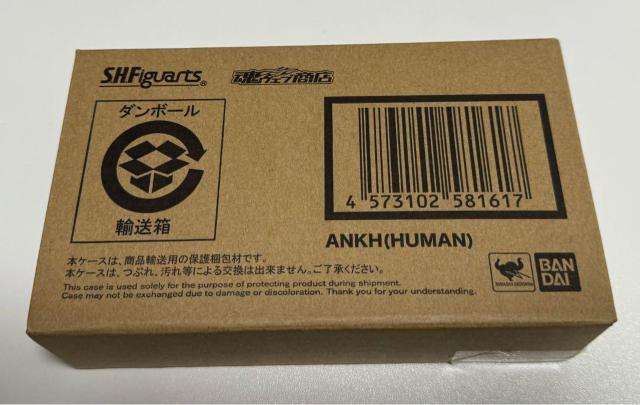 S.H.Figuarts®
魂ウェブ商店
ダンボール
輸送箱
4 573102 581617
ANKH(HUMAN)
本ケースは、商品輸送用の保護梱包材です。
本ケースは、つぶれ、汚れ等による交換は出来ません。ご了承ください。
This case is used solely for the purpose of protecting product during shipment.
Case may not be exchanged due to damage or discoloration. Thank you for your understanding.
BAN
DAI